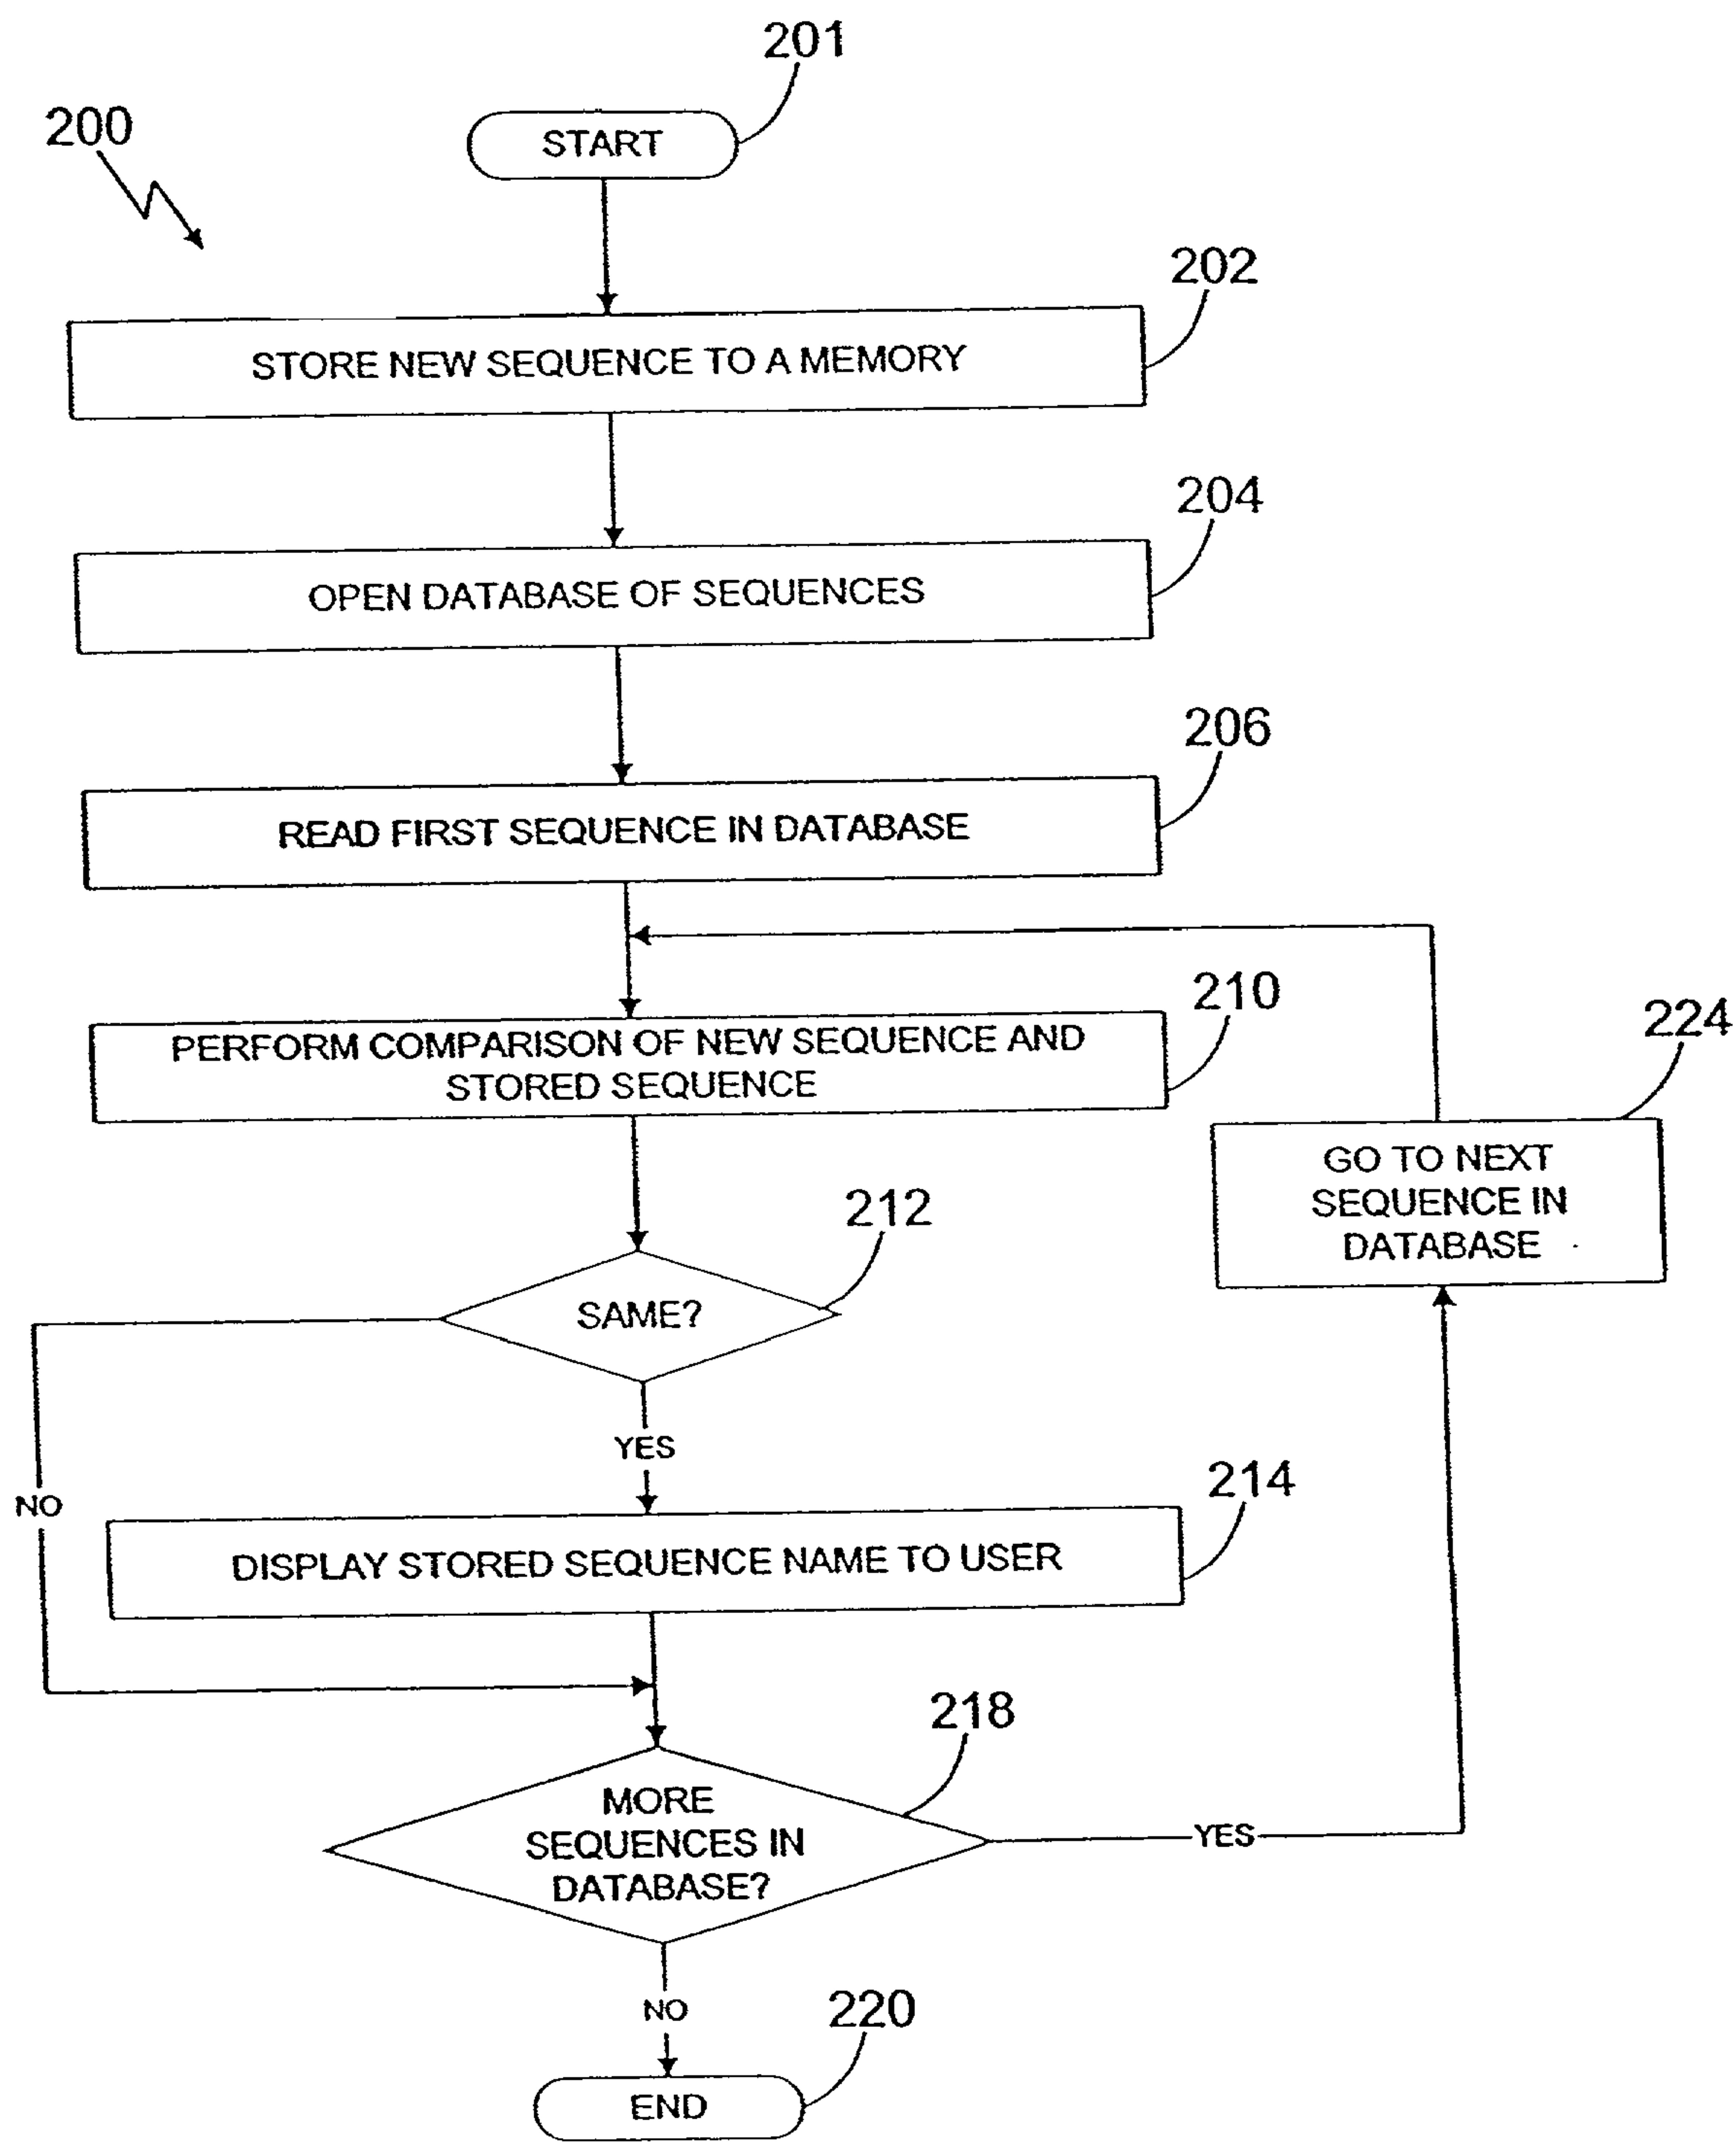 201
200
START
202
STORE NEW SEQUENCE TO A MEMORY
204
OPEN DATABASE OF SEQUENCES
206
READ FIRST SEQUENCE IN DATABASE
210
PERFORM COMPARISON OF NEW SEQUENCE AND
STORED SEQUENCE
224
GO TO NEXT
SEQUENCE IN
DATABASE
212
SAME?
YES
NO
214
DISPLAY STORED SEQUENCE NAME TO USER
218
MORE
SEQUENCES IN
DATABASE?
YES
NO
220
END